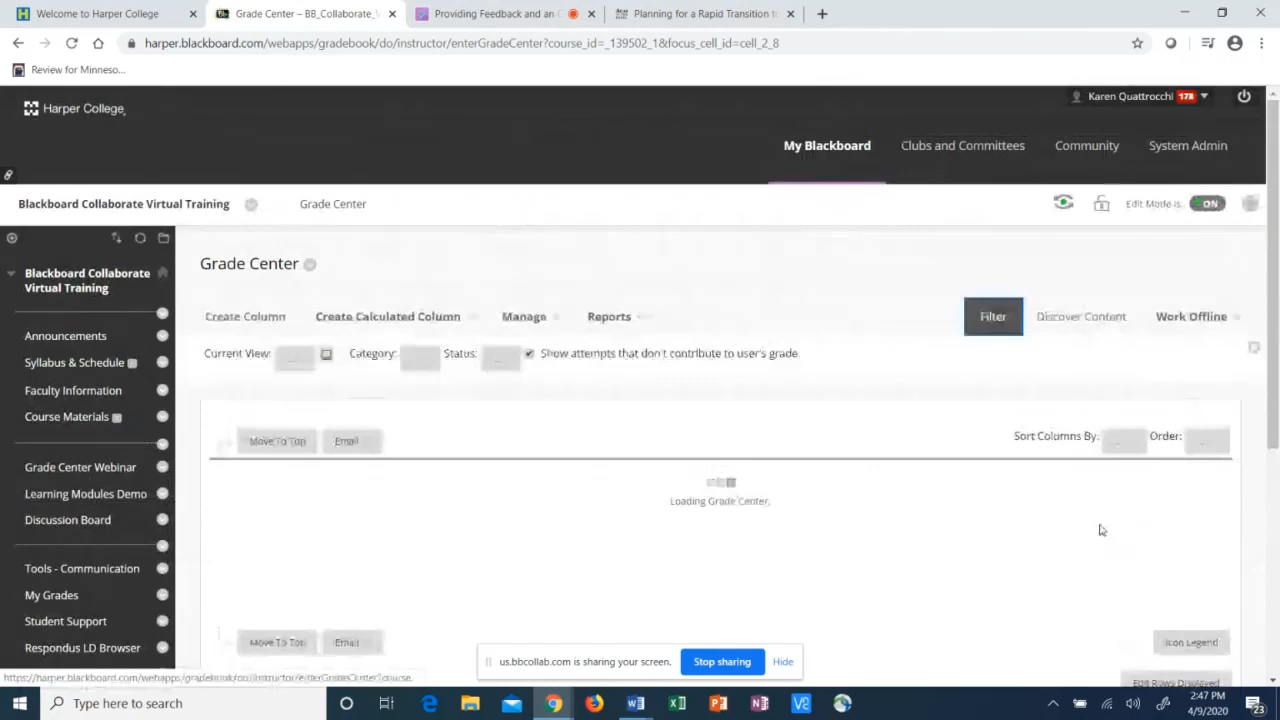 Welcome to Harper College
Grade Center – BB_Collaborate_V
Providing Feedback and an C
Planning for a Rapid Transition to
harper.blackboard.com/webapps/gradebook/do/instructor/enterGradeCenter?course_id=_139502_1&focus_cell_id=cell_2_8
Review for Minneso...
Harper College
Karen Quattrocchi 178
My Blackboard Clubs and Committees Community System Admin
Blackboard Collaborate Virtual Training Grade Center Edit Mode is: ON
Blackboard Collaborate Virtual Training
Announcements
Syllabus & Schedule
Faculty Information
Course Materials
Grade Center Webinar
Learning Modules Demo
Discussion Board
Tools - Communication
My Grades
Student Support
Respondus LD Browser
Grade Center
Create Column Create Calculated Column Manage Reports Filter Discover Content Work Offline
Current View: Category: Status: Show attempts that don't contribute to user's grade.
Move To Top Email Sort Columns By: Order:
Loading Grade Center.
Move To Top Email Icon Legend
us.bbcollab.com is sharing your screen. Stop sharing Hide
Edit Rows Displayed
Type here to search
2:47 PM
4/9/2020
23